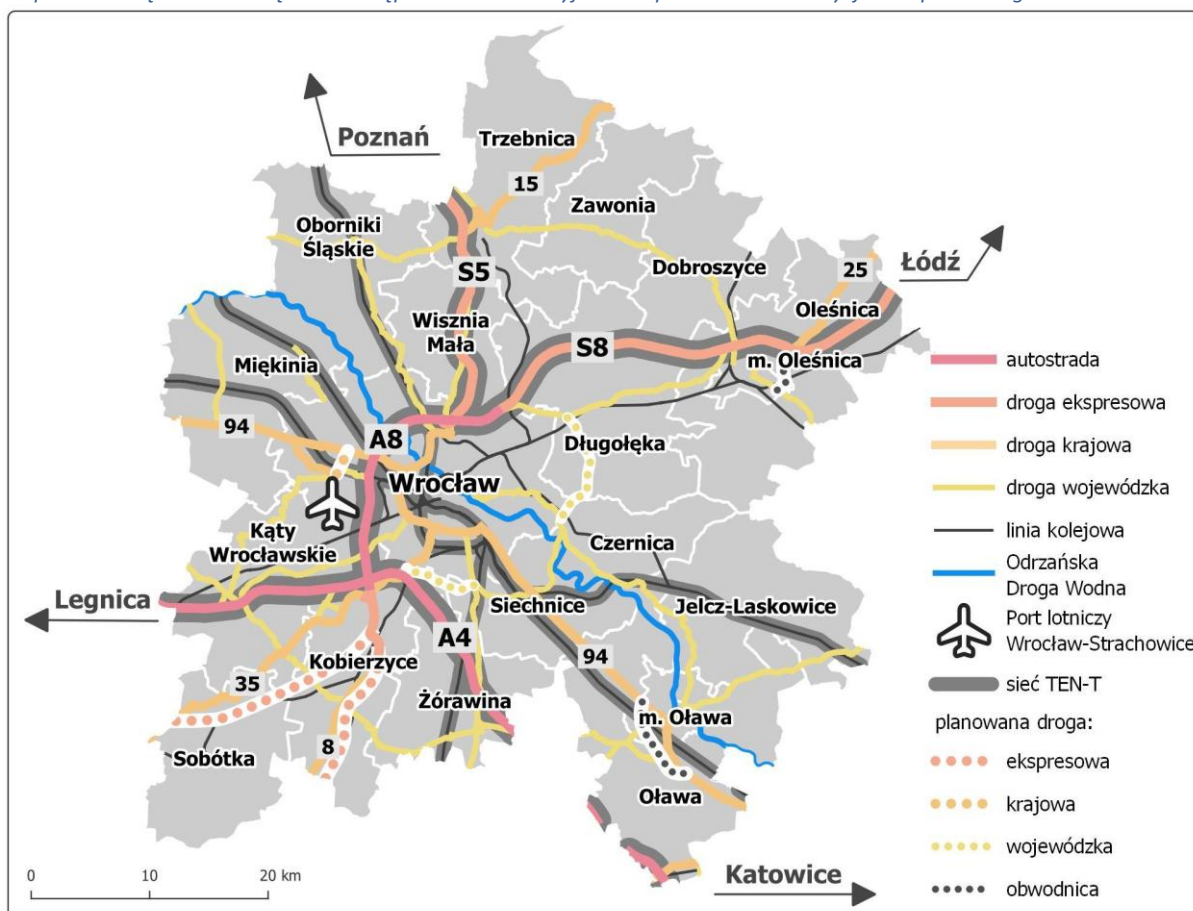 Poznań
Trzebnica
15
Zawonia
Oborniki
Śląskie
Dobroszyce
Łódź
25
S5
Oleśnica
Wisznia
Mała
S8
m. Oleśnica
Miękinia
94
A8
Długołęka
Wrocław
Kąty
Wrocławskie
Czernica
Legnica
Siechnice
Jelcz-Laskowice
A4
Kobierzyce
94
35
Żórawina
m. Oława
8
Sobótka
Oława
Katowice
0 10 20 km
autostrada
droga ekspresowa
droga krajowa
droga wojewódzka
linia kolejowa
Odrzańska
Droga Wodna
Port lotniczy
Wrocław-Strachowice
sieć TEN-T
planowana droga:
ekspresowa
krajowa
wojewódzka
obwodnica